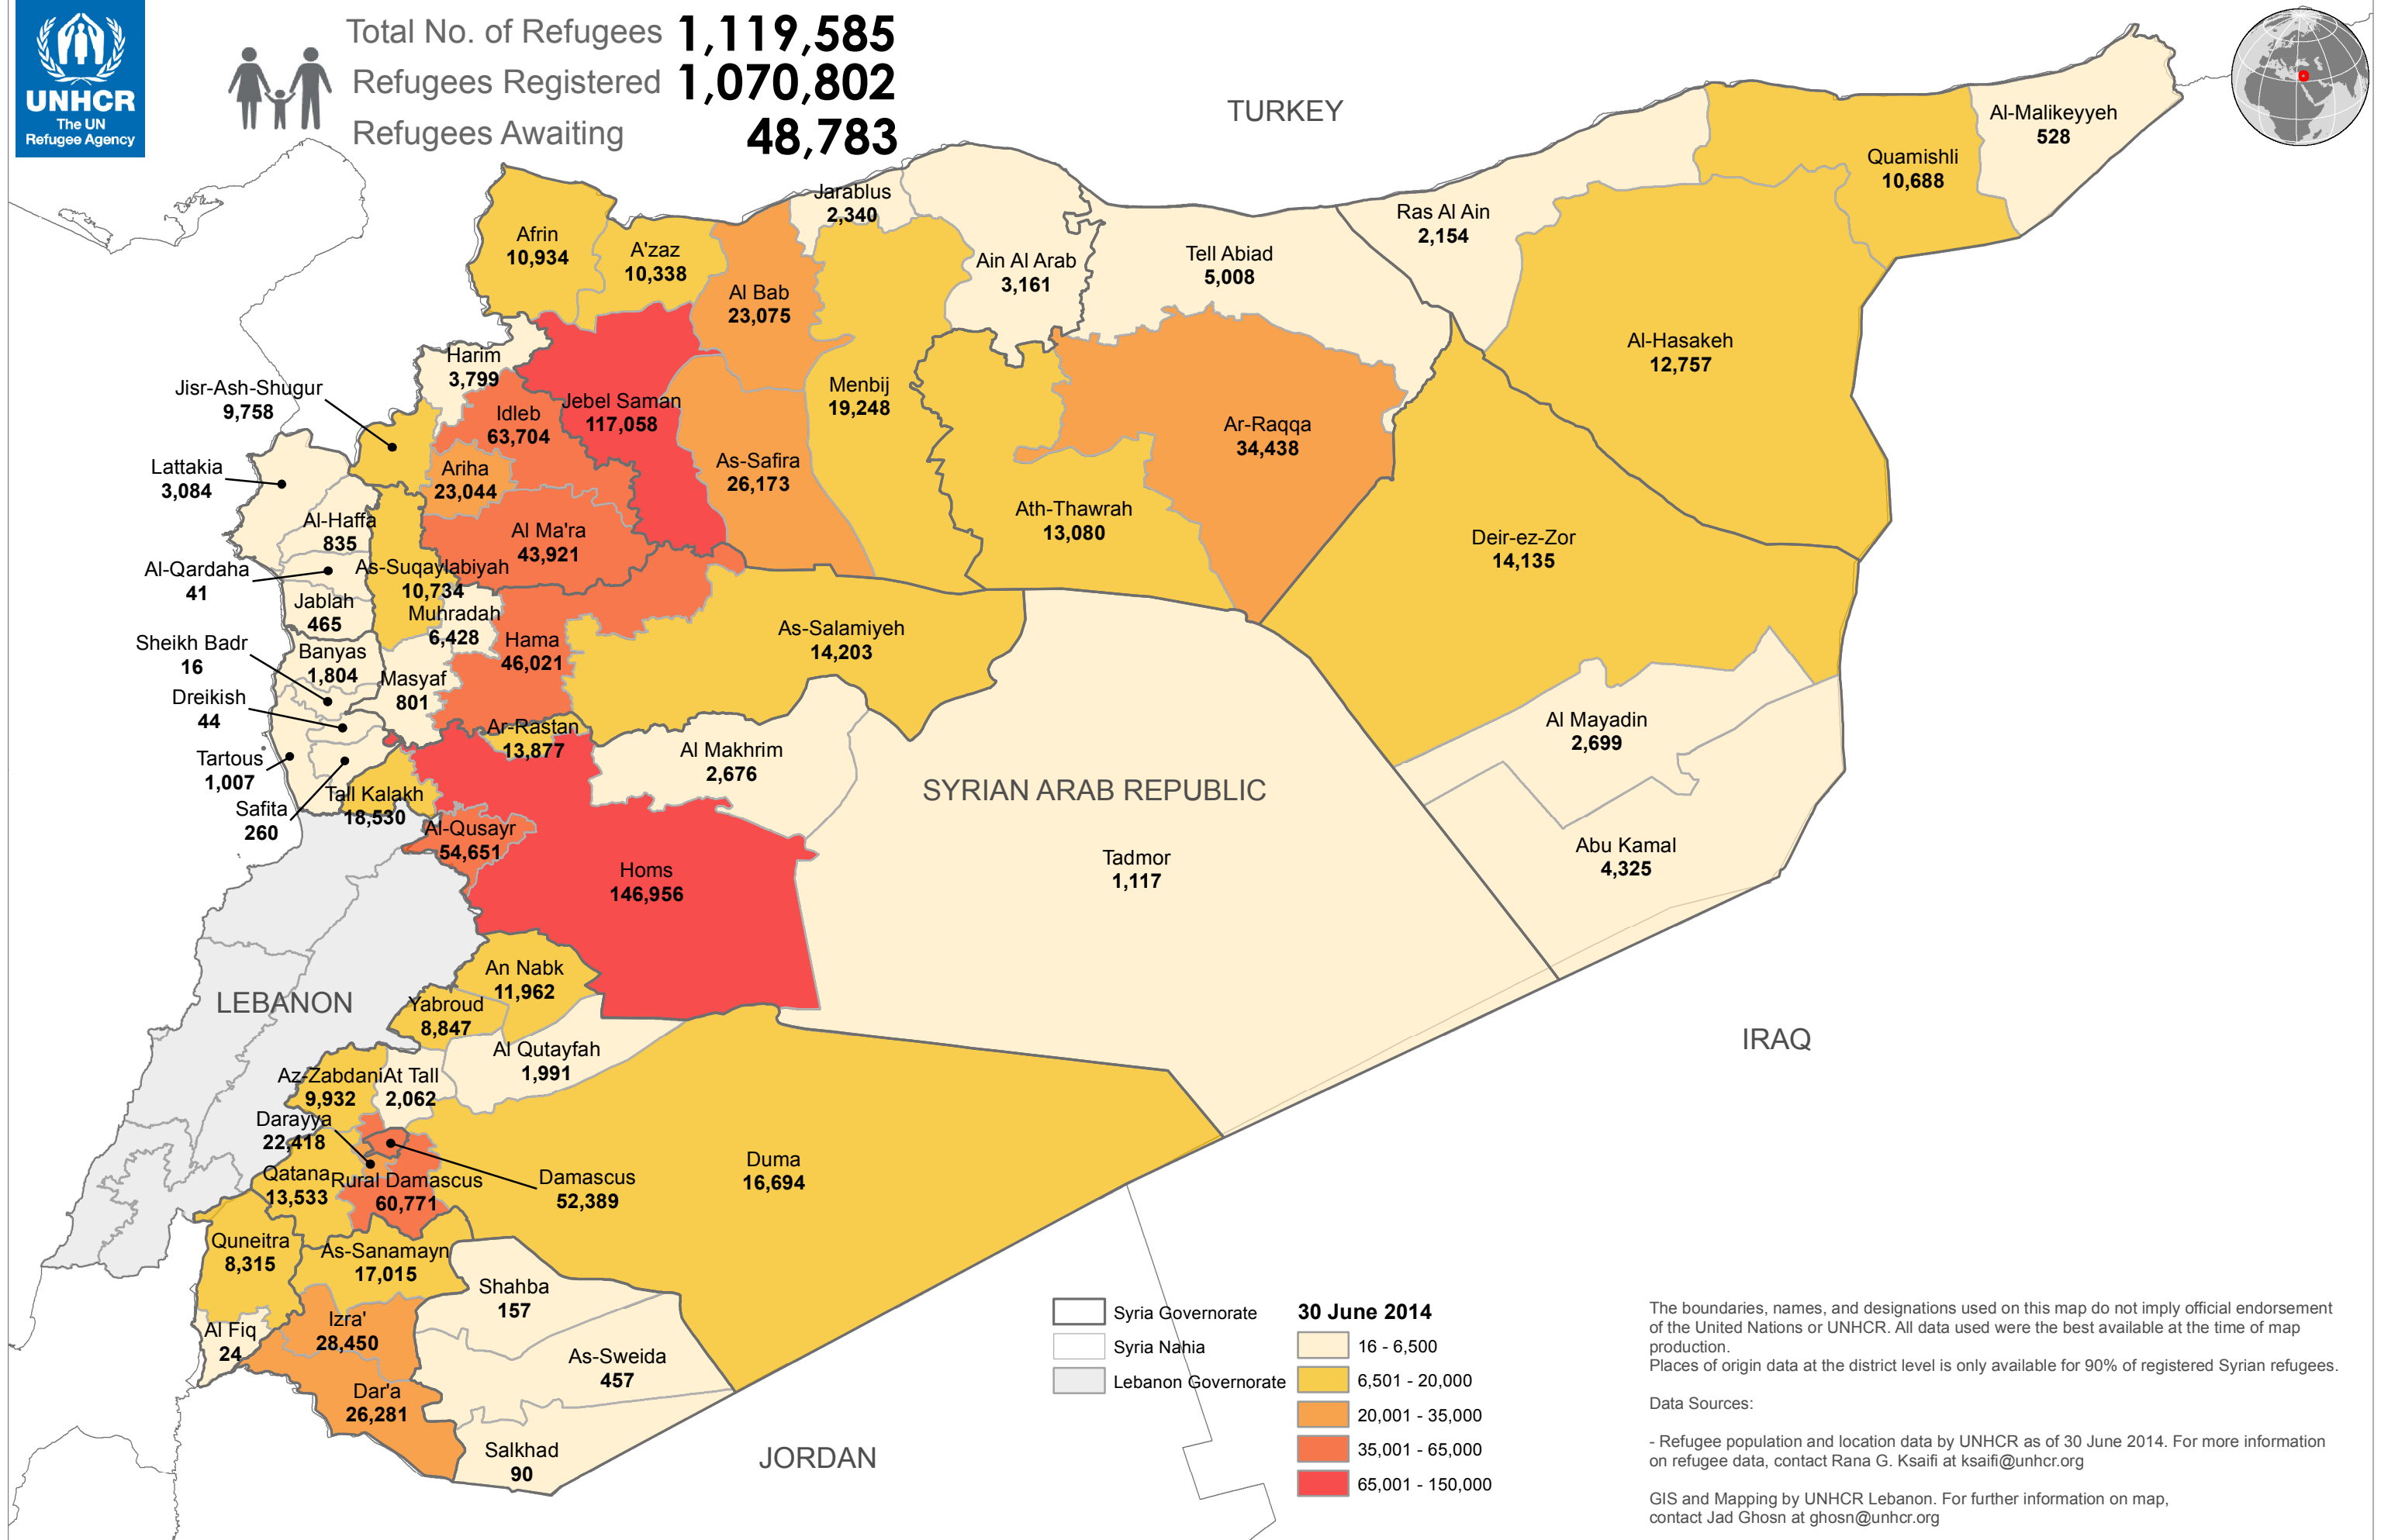 UNHCR
The UN
Refugee Agency
Total No. of Refugees 1,119,585
Refugees Registered 1,070,802
Refugees Awaiting 48,783
TURKEY
Al-Malikeyyeh
528
Quamishli
10,688
Jarablus
2,340
Ras Al Ain
2,154
Afrin
10,934
A'zaz
10,338
Ain Al Arab
3,161
Tell Abiad
5,008
Al Bab
23,075
Al-Hasakeh
12,757
Harim
3,799
Jisr-Ash-Shugur
9,758
Menbij
19,248
Idleb
63,704
Jebel Saman
117,058
Ar-Raqqa
34,438
Lattakia
3,084
Ariha
23,044
As-Safira
26,173
Ath-Thawrah
13,080
Al-Haffa
835
Al Ma'ra
43,921
Deir-ez-Zor
14,135
Al-Qardaha
41
As-Suqaylabiyah
10,734
Jablah
465
Muhradah
6,428
Hama
46,021
As-Salamiyeh
14,203
Sheikh Badr
16
Banyas
1,804
Masyaf
801
Dreikish
44
Ar-Rastan
13,877
Al Makhrim
2,676
Al Mayadin
2,699
Tartous
1,007
SYRIAN ARAB REPUBLIC
Tall Kalakh
18,530
Safita
260
Al-Qusayr
54,651
Homs
146,956
Tadmor
1,117
Abu Kamal
4,325
An Nabk
11,962
LEBANON
Yabroud
8,847
IRAQ
Al Qutayfah
1,991
Az-Zabdani
9,932
At Tall
2,062
Darayya
22,418
Qatana
13,533
Rural Damascus
60,771
Damascus
52,389
Duma
16,694
Quneitra
8,315
As-Sanamayn
17,015
Shahba
157
Izra'
28,450
Al Fiq
24
As-Sweida
457
Dar'a
26,281
Salkhad
90
JORDAN
Syria Governorate
Syria Nahia
Lebanon Governorate
30 June 2014
16 - 6,500
6,501 - 20,000
20,001 - 35,000
35,001 - 65,000
65,001 - 150,000
The boundaries, names, and designations used on this map do not imply official endorsement
of the United Nations or UNHCR. All data used were the best available at the time of map
production.
Places of origin data at the district level is only available for 90% of registered Syrian refugees.
Data Sources:
- Refugee population and location data by UNHCR as of 30 June 2014. For more information
on refugee data, contact Rana G. Ksaifi at ksaifi@unhcr.org
GIS and Mapping by UNHCR Lebanon. For further information on map,
contact Jad Ghosn at ghosn@unhcr.org